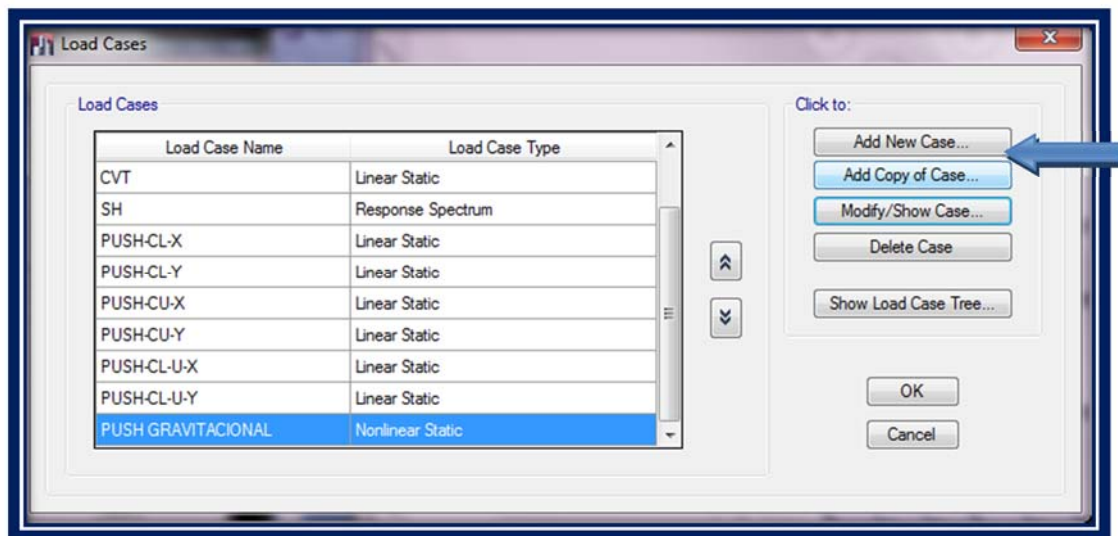 Load Cases
Load Cases
Click to:
Load Case Name Load Case Type
CVT Linear Static
SH Response Spectrum
PUSH-CL-X Linear Static
PUSH-CL-Y Linear Static
PUSH-CU-X Linear Static
PUSH-CU-Y Linear Static
PUSH-CL-U-X Linear Static
PUSH-CL-U-Y Linear Static
PUSH GRAVITACIONAL Nonlinear Static
Add New Case...
Add Copy of Case...
Modify/Show Case...
Delete Case
Show Load Case Tree...
OK
Cancel